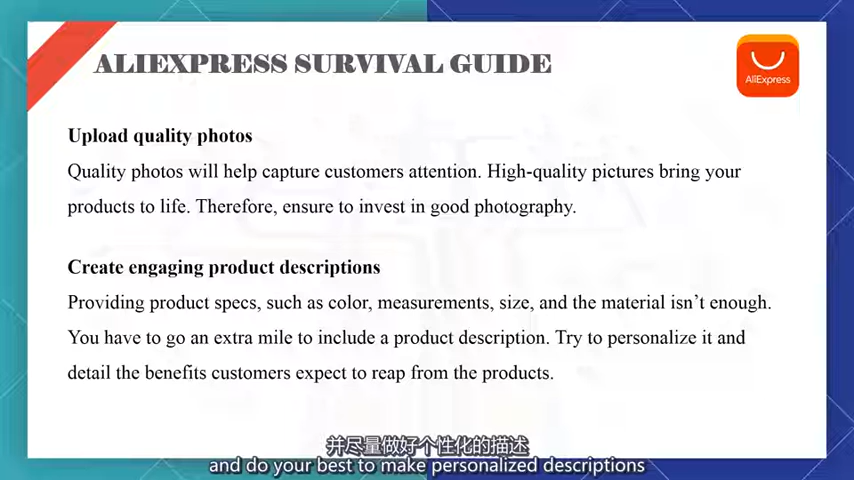 ALIEXPRESS SURVIVAL GUIDE
AliExpress
Upload quality photos
Quality photos will help capture customers attention. High-quality pictures bring your
products to life. Therefore, ensure to invest in good photography.
Create engaging product descriptions
Providing product specs, such as color, measurements, size, and the material isn’t enough.
You have to go an extra mile to include a product description. Try to personalize it and
detail the benefits customers expect to reap from the products.
并尽量做好个性化的描述
and do your best to make personalized descriptions